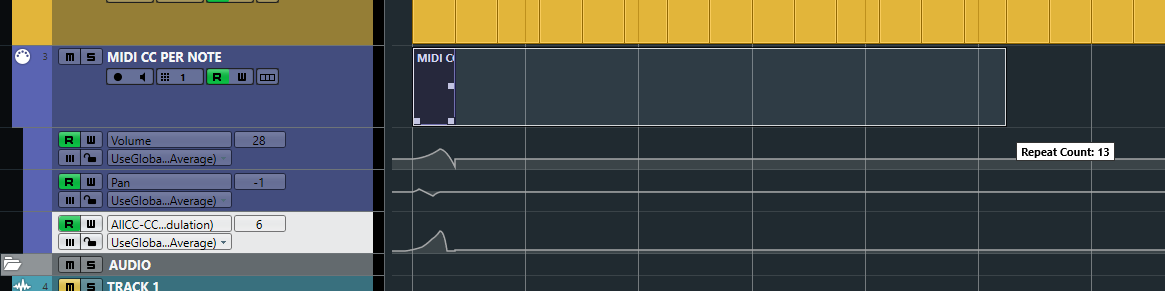 3 M S MIDI CC PER NOTE
1 R W
MIDI C
R W Volume 28
UseGloba...Average)
Repeat Count: 13
R W Pan -1
UseGloba...Average)
R W AllCC-CC...dulation) 6
UseGloba...Average)
M S AUDIO
4 M S TRACK 1